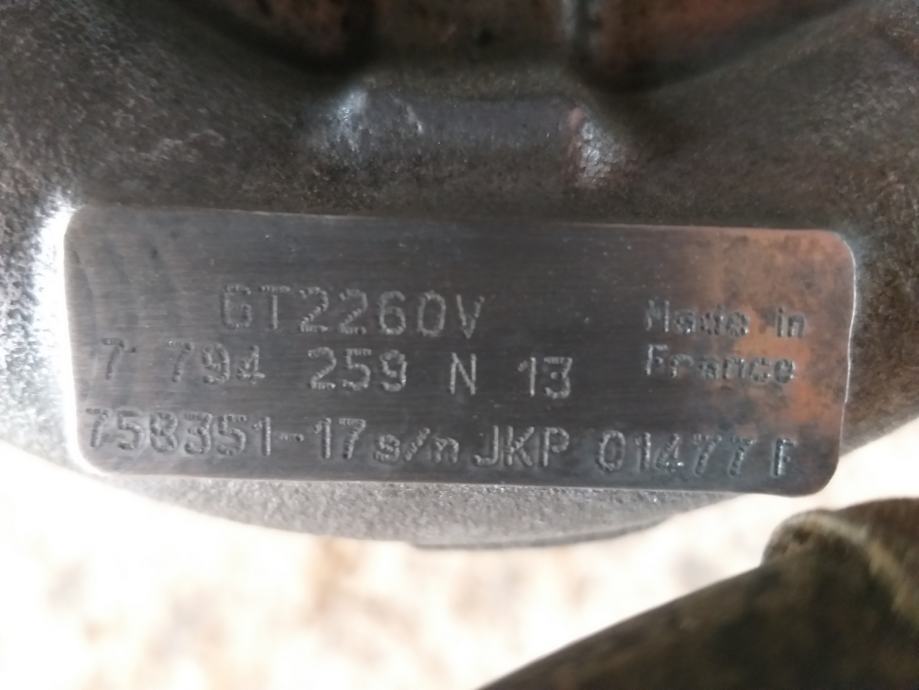 GT2260V
7 794 259 N 13
Made in
France
758351-17 s/n JKP 01477 F